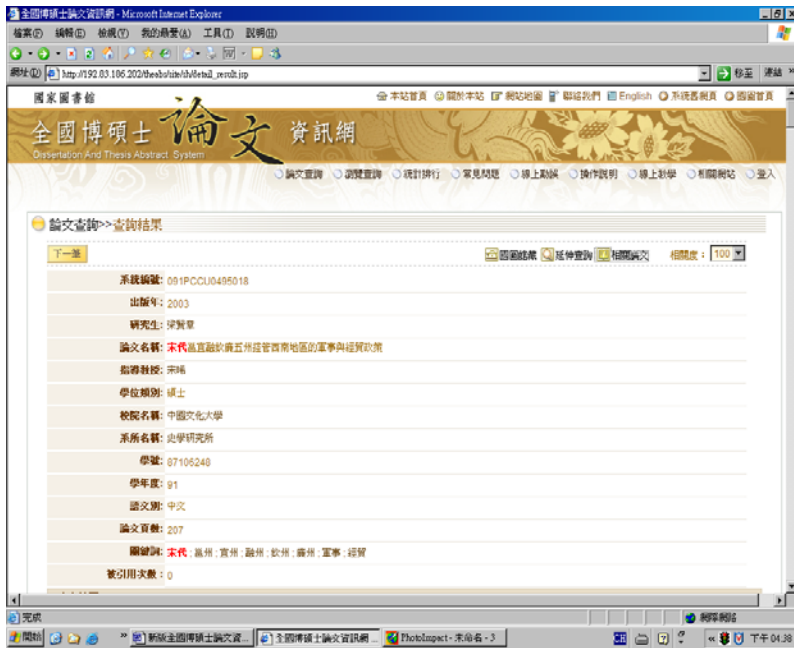 全國博碩士論文資訊網 - Microsoft Internet Explorer
檔案(F) 編輯(E) 檢視(V) 我的最愛(A) 工具(T) 說明(H)
網址(D) http://192.83.186.202/theabs/site/sh/detail_result.jsp 移至 連結 »
國家圖書館 本站首頁 關於本站 網站地圖 聯絡我們 English 系統舊網頁 國圖首頁
全國博碩士論文資訊網
Dissertation And Thesis Abstract System
論文查詢 瀏覽查詢 統計排行 常見問題 線上勘誤 操作說明 線上教學 相關網站 登入
論文查詢>>查詢結果
下一筆 國圖館藏 延伸查詢 相關論文 相關度： 100
系統編號: 091PCCU0495018
出版年: 2003
研究生: 梁賢章
論文名稱: 宋代邕宜融欽廉五州經營西南地區的軍事與經貿政策
指導教授: 宋晞
學位類別: 碩士
校院名稱: 中國文化大學
系所名稱: 史學研究所
學號: 87106248
學年度: 91
語文別: 中文
論文頁數: 207
關鍵詞: 宋代 ; 邕州 ; 宜州 ; 融州 ; 欽州 ; 廉州 ; 軍事 ; 經貿
被引用次數: 0
完成 網際網路
開始 » 新版全國博碩士論文資... 全國博碩士論文資訊網... PhotoImpact - 未命名 - 3 CH « 下午 04:38